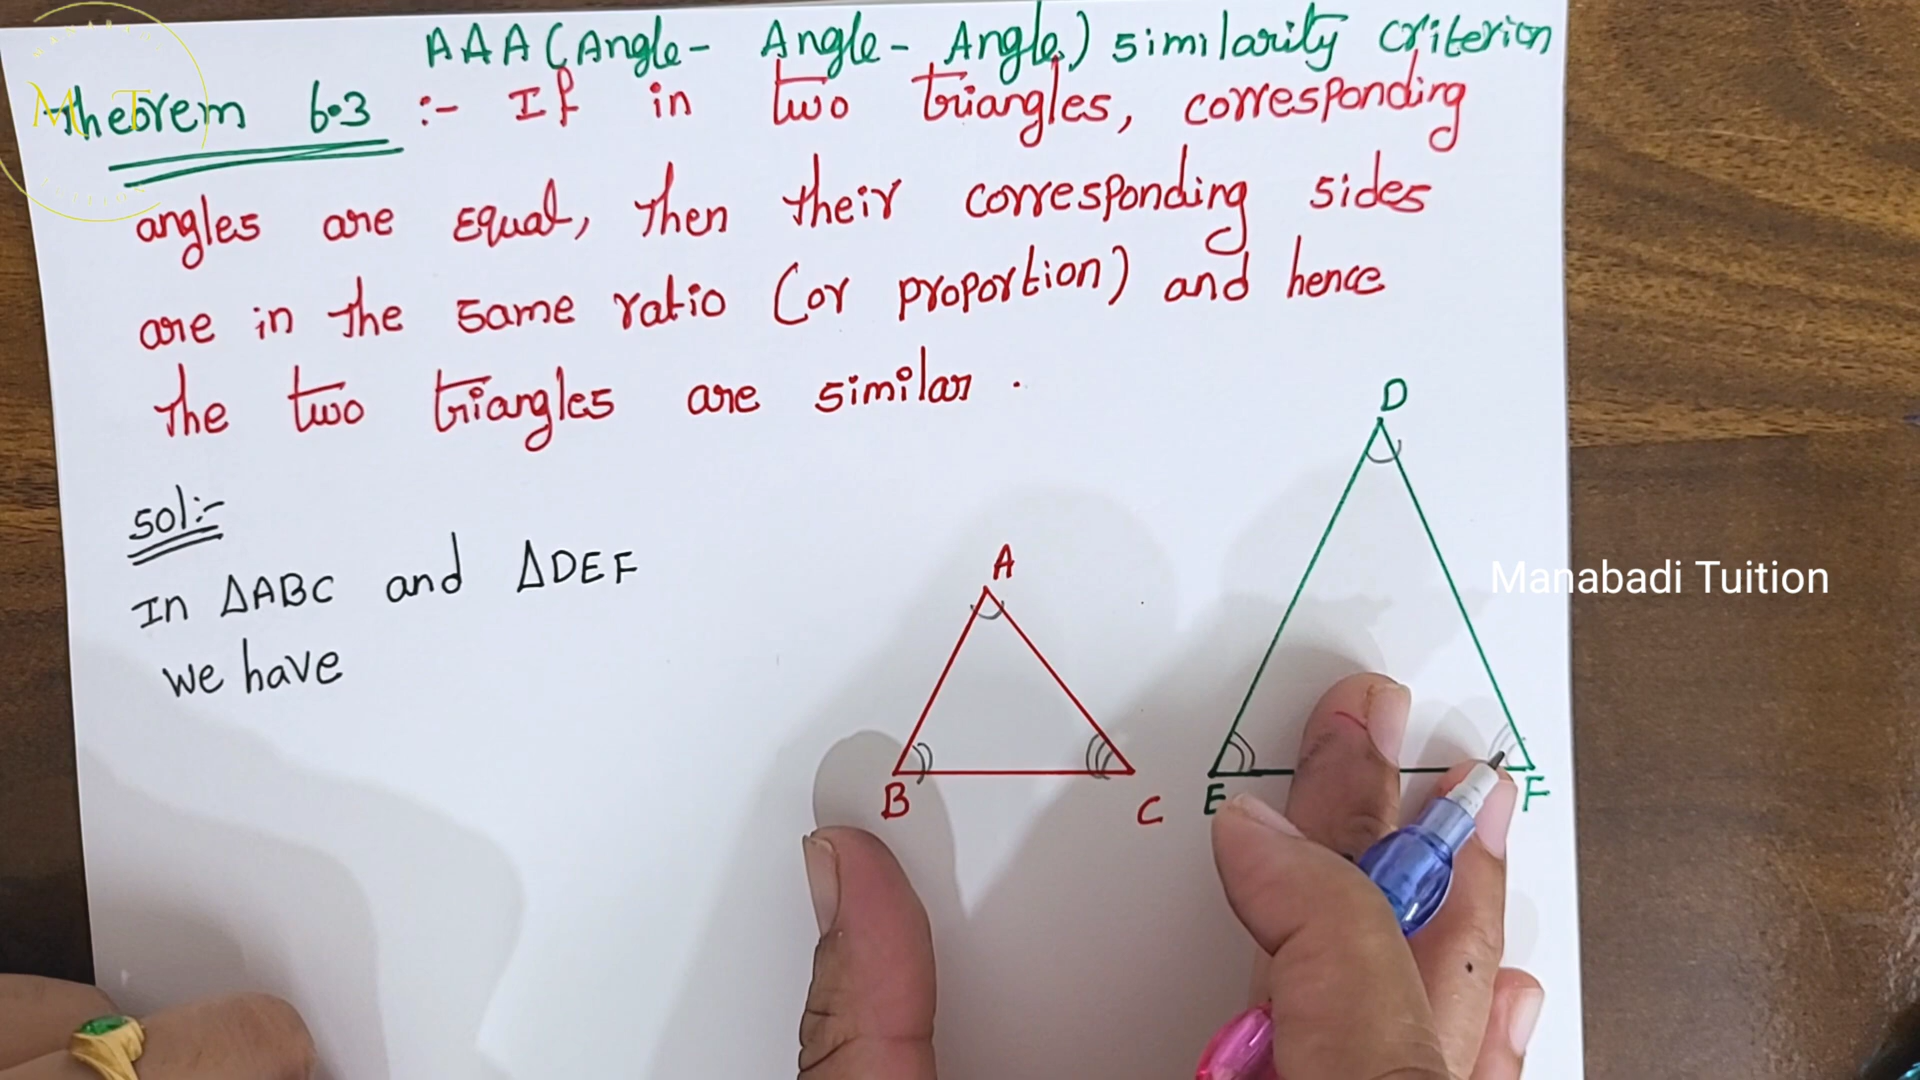 AAA (Angle- Angle- Angle) similarity criterion
Theorem 6.3 :- If in two triangles, corresponding
angles are equal, then their corresponding sides
are in the same ratio (or proportion) and hence
the two triangles are similar.
sol:-
In ΔABC and ΔDEF
we have
D
A
B
C
E
F
Manabadi Tuition
M T